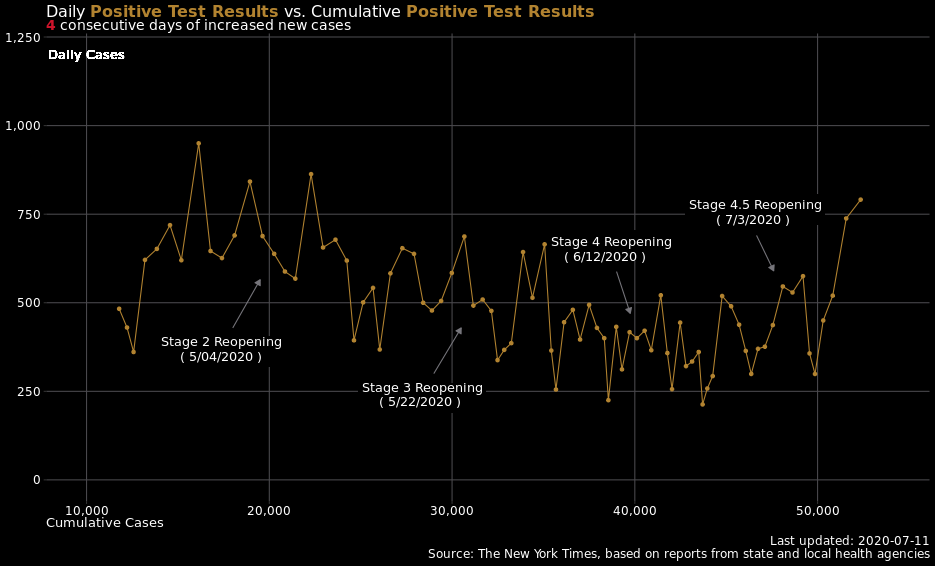 Daily Positive Test Results vs. Cumulative Positive Test Results
4 consecutive days of increased new cases
1,250
Daily Cases
1,000
750
500
250
0
Stage 4.5 Reopening
( 7/3/2020 )
Stage 4 Reopening
( 6/12/2020 )
Stage 2 Reopening
( 5/04/2020 )
Stage 3 Reopening
( 5/22/2020 )
10,000 20,000 30,000 40,000 50,000
Cumulative Cases
Last updated: 2020-07-11
Source: The New York Times, based on reports from state and local health agencies